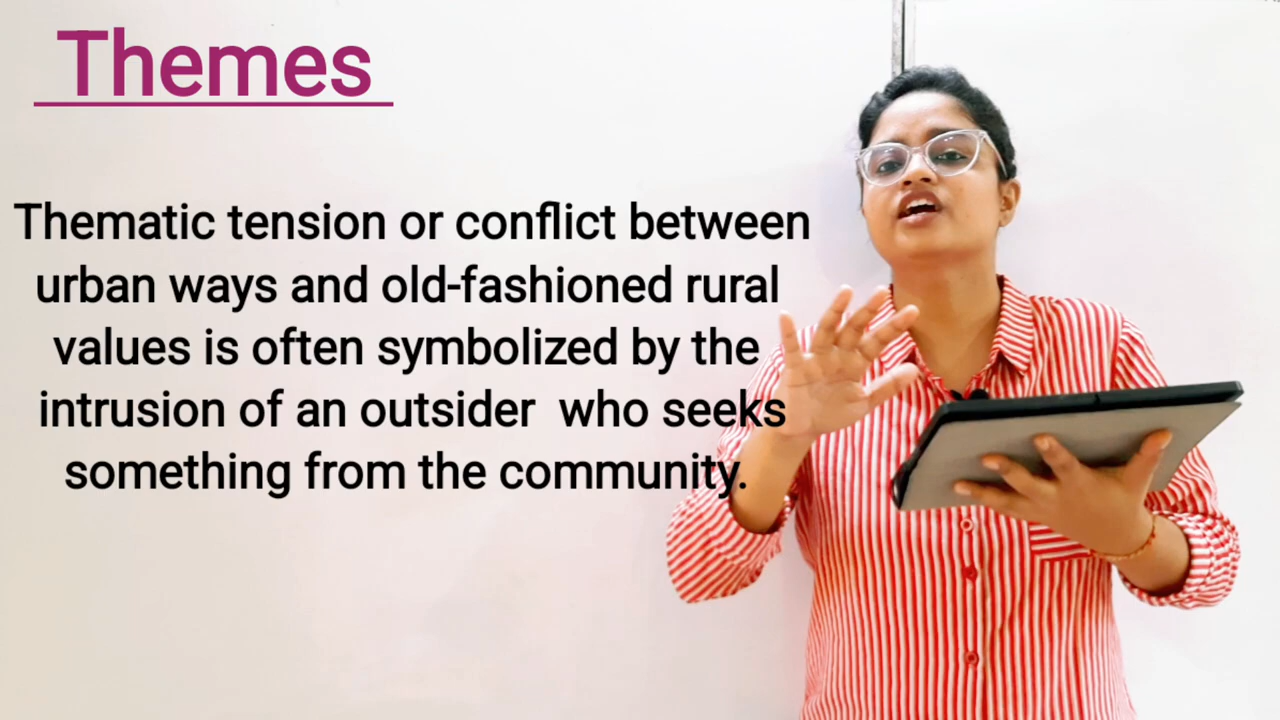 Themes
Thematic tension or conflict between
urban ways and old-fashioned rural
values is often symbolized by the
intrusion of an outsider  who seeks
something from the community.